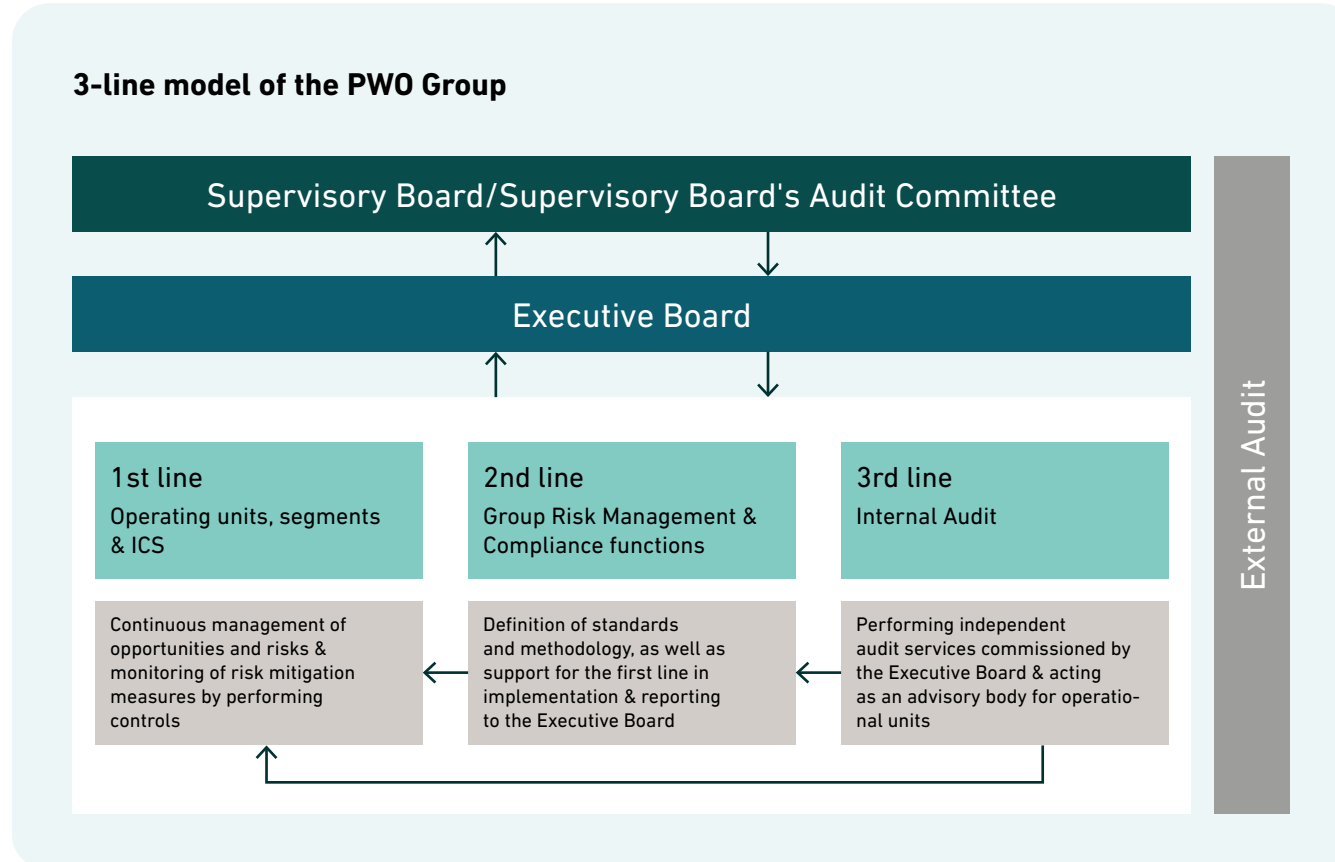 3-line model of the PWO Group
Supervisory Board/Supervisory Board's Audit Committee
Executive Board
1st line
Operating units, segments
& ICS
2nd line
Group Risk Management &
Compliance functions
3rd line
Internal Audit
Continuous management of
opportunities and risks &
monitoring of risk mitigation
measures by performing
controls
Definition of standards
and methodology, as well as
support for the first line in
implementation & reporting
to the Executive Board
Performing independent
audit services commissioned by
the Executive Board & acting
as an advisory body for operatio-
nal units
External Audit